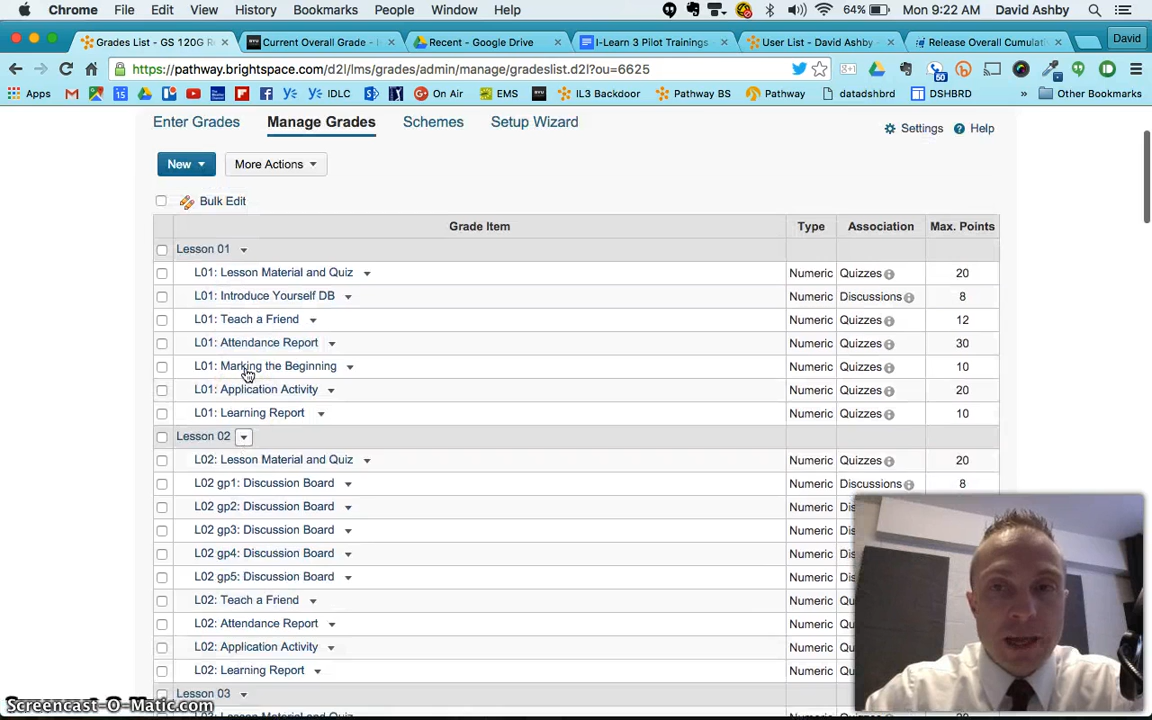 Chrome File Edit View History Bookmarks People Window Help 64% Mon 9:22 AM David Ashby
Grades List - GS 120G R Current Overall Grade - I Recent - Google Drive I-Learn 3 Pilot Trainings User List - David Ashby - Release Overall Cumulati David
https://pathway.brightspace.com/d2l/lms/grades/admin/manage/gradeslist.d2l?ou=6625
Apps IDLC On Air EMS IL3 Backdoor Pathway BS Pathway datadshbrd DSHBRD » Other Bookmarks
Enter Grades Manage Grades Schemes Setup Wizard Settings Help
New More Actions
Bulk Edit
Grade Item Type Association Max. Points
Lesson 01
L01: Lesson Material and Quiz Numeric Quizzes 20
L01: Introduce Yourself DB Numeric Discussions 8
L01: Teach a Friend Numeric Quizzes 12
L01: Attendance Report Numeric Quizzes 30
L01: Marking the Beginning Numeric Quizzes 10
L01: Application Activity Numeric Quizzes 20
L01: Learning Report Numeric Quizzes 10
Lesson 02
L02: Lesson Material and Quiz Numeric Quizzes 20
L02 gp1: Discussion Board Numeric Discussions 8
L02 gp2: Discussion Board Numeric Dis
L02 gp3: Discussion Board Numeric Dis
L02 gp4: Discussion Board Numeric Dis
L02 gp5: Discussion Board Numeric Dis
L02: Teach a Friend Numeric Qu
L02: Attendance Report Numeric Qu
L02: Application Activity Numeric Qu
L02: Learning Report Numeric Qu
Lesson 03
Screencast-O-Matic.com